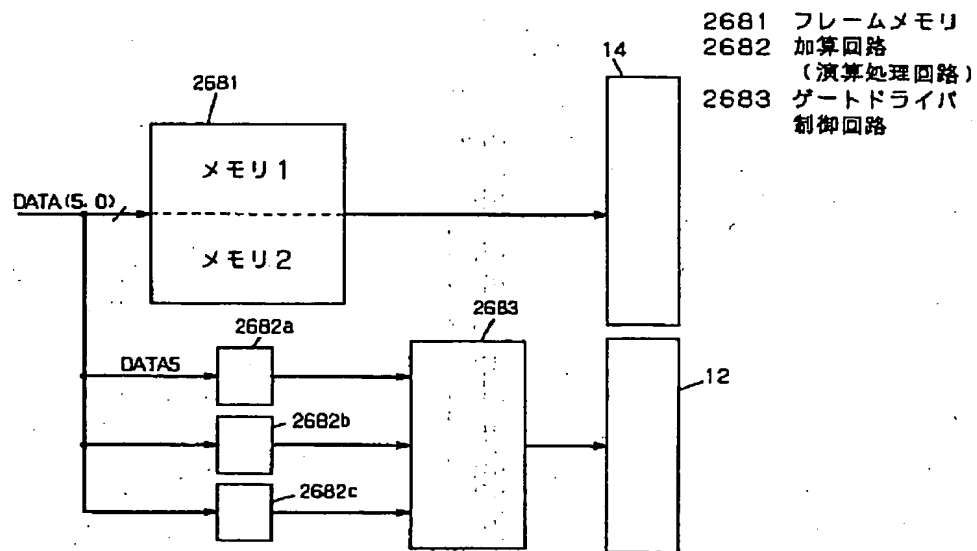 2681 フレームメモリ
2682 加算回路
(演算処理回路)
2683 ゲートドライバ
制御回路
14
2681
メモリ1
DATA(5:0)
メモリ2
2682a
2683
DATA5
12
2682b
2682c